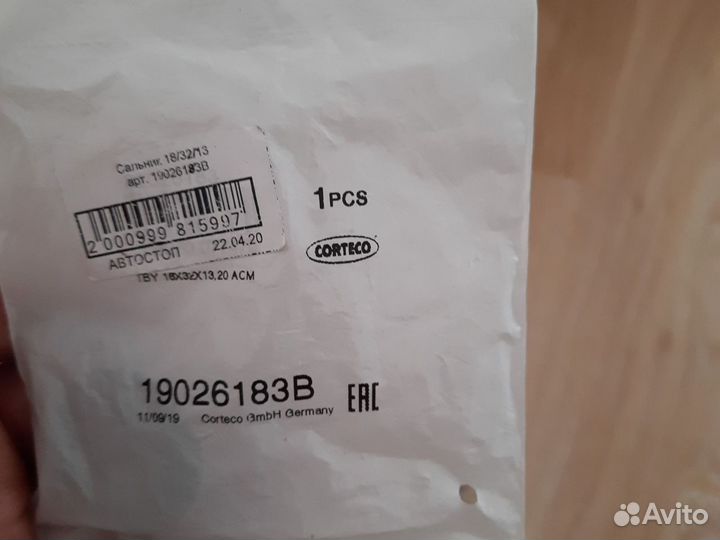 Сальник 18/32/13
арт. 19026183B
2 000999 815997
АВТОСТОП 22.04.20
1PCS
CORTECO
TBY 18X32X13,20 ACM
19026183B
11/09/19 Corteco GmbH Germany
EAC
Avito